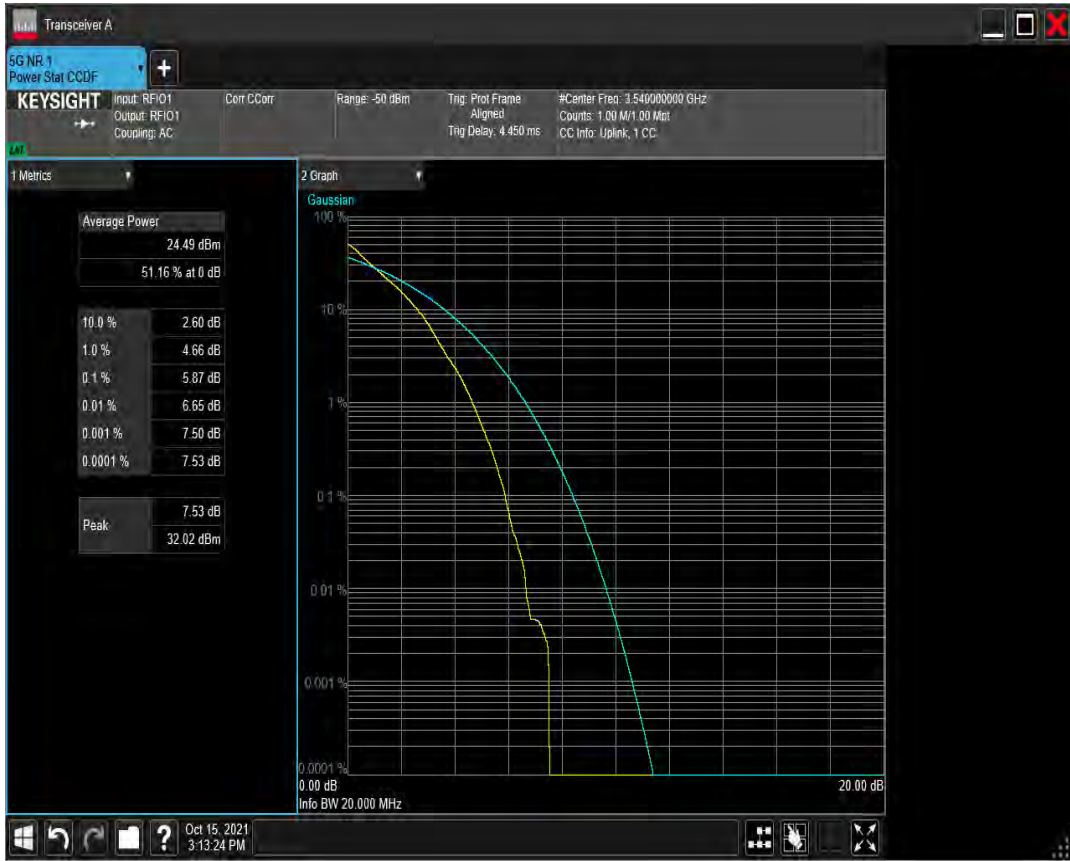 Transceiver A
5G NR 1
Power Stat CCDF
+
KEYSIGHT
Input: RFIO1
Output: RFIO1
Coupling: AC
Corr CCorr
Range: -50 dBm
Trig: Prot Frame
Aligned
Trig Delay: 4.450 ms
#Center Freq: 3.540000000 GHz
Counts: 1.00 M/1.00 Mpt
CC Info: Uplink, 1 CC
1 Metrics
Average Power
24.49 dBm
51.16 % at 0 dB
10.0 % 2.60 dB
1.0 % 4.66 dB
0.1 % 5.87 dB
0.01 % 6.65 dB
0.001 % 7.50 dB
0.0001 % 7.53 dB
Peak
7.53 dB
32.02 dBm
2 Graph
Gaussian
100 %
10 %
1 %
0.1 %
0.01 %
0.001 %
0.0001 %
0.00 dB 20.00 dB
Info BW 20.000 MHz
?
Oct 15, 2021
3:13:24 PM